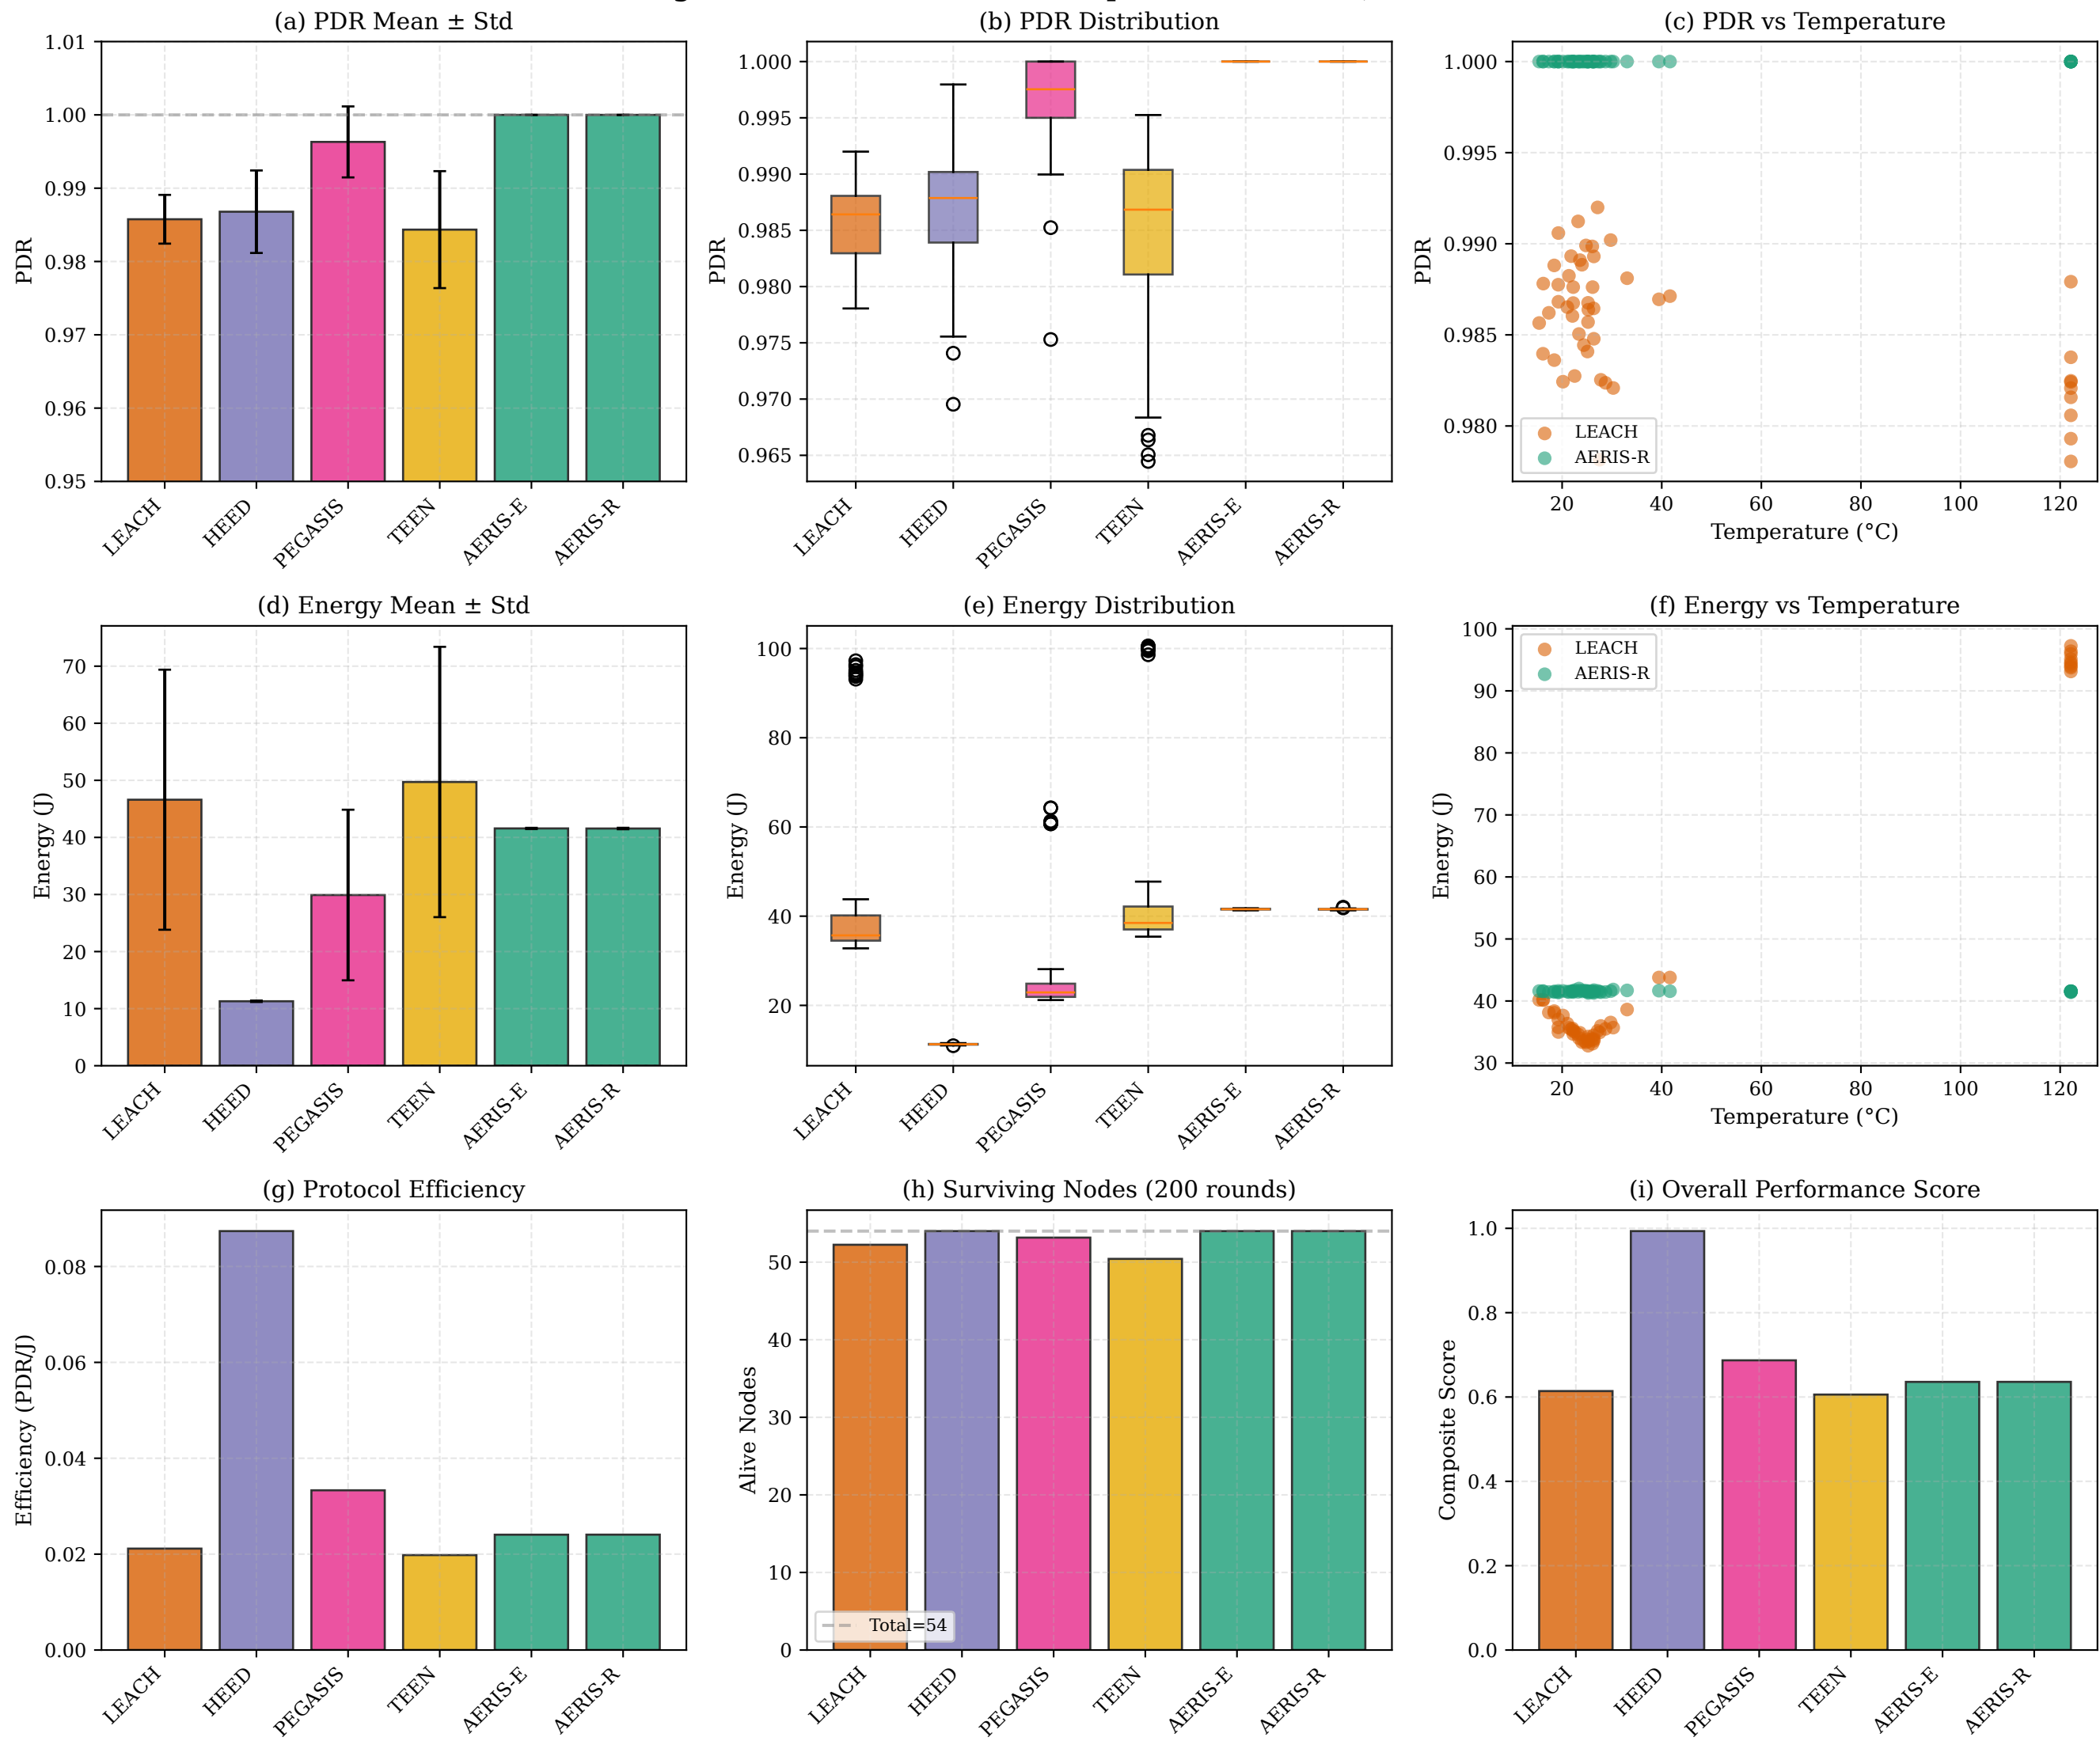 (a) PDR Mean ± Std
1.01
1.00
0.99
0.98
0.97
0.96
0.95
PDR
LEACH
HEED
PEGASIS
TEEN
AERIS-E
AERIS-R
(b) PDR Distribution
1.000
0.995
0.990
0.985
0.980
0.975
0.970
0.965
PDR
LEACH
HEED
PEGASIS
TEEN
AERIS-E
AERIS-R
(c) PDR vs Temperature
1.000
0.995
0.990
0.985
0.980
PDR
LEACH
AERIS-R
20 40 60 80 100 120
Temperature (°C)
(d) Energy Mean ± Std
70
60
50
40
30
20
10
0
Energy (J)
LEACH
HEED
PEGASIS
TEEN
AERIS-E
AERIS-R
(e) Energy Distribution
100
80
60
40
20
Energy (J)
LEACH
HEED
PEGASIS
TEEN
AERIS-E
AERIS-R
(f) Energy vs Temperature
100
90
80
70
60
50
40
30
Energy (J)
LEACH
AERIS-R
20 40 60 80 100 120
Temperature (°C)
(g) Protocol Efficiency
0.08
0.06
0.04
0.02
0.00
Efficiency (PDR/J)
LEACH
HEED
PEGASIS
TEEN
AERIS-E
AERIS-R
(h) Surviving Nodes (200 rounds)
50
40
30
20
10
0
Alive Nodes
Total=54
LEACH
HEED
PEGASIS
TEEN
AERIS-E
AERIS-R
(i) Overall Performance Score
1.0
0.8
0.6
0.4
0.2
0.0
Composite Score
LEACH
HEED
PEGASIS
TEEN
AERIS-E
AERIS-R